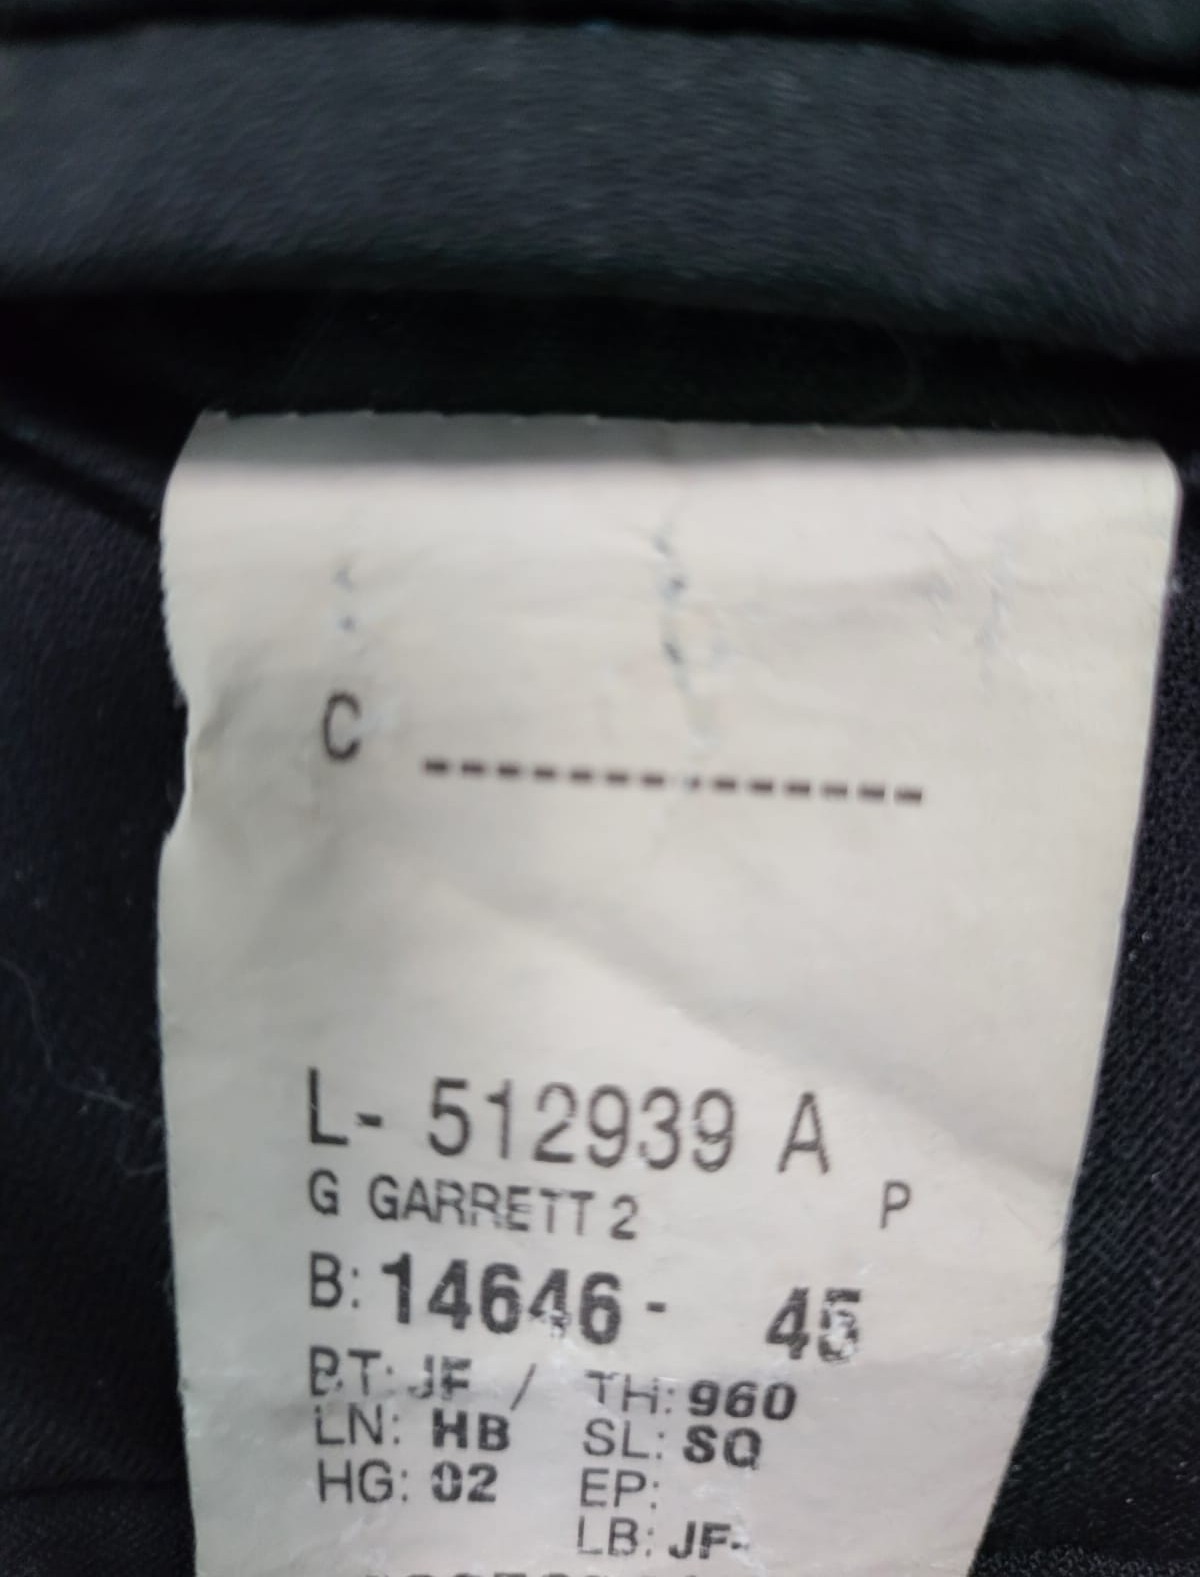 C -------------
L- 512939 A
G GARRETT 2 P
B: 14646- 45
BT: JF / TH: 960
LN: HB SL: SQ
HG: 02 EP:
LB: JF-